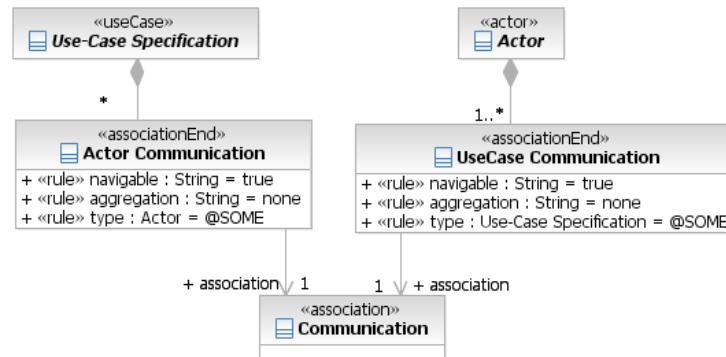 «useCase»
Use-Case Specification
«actor»
Actor
*
1..*
«associationEnd»
Actor Communication
+ «rule» navigable : String = true
+ «rule» aggregation : String = none
+ «rule» type : Actor = @SOME
«associationEnd»
UseCase Communication
+ «rule» navigable : String = true
+ «rule» aggregation : String = none
+ «rule» type : Use-Case Specification = @SOME
+ association 1
1 + association
«association»
Communication